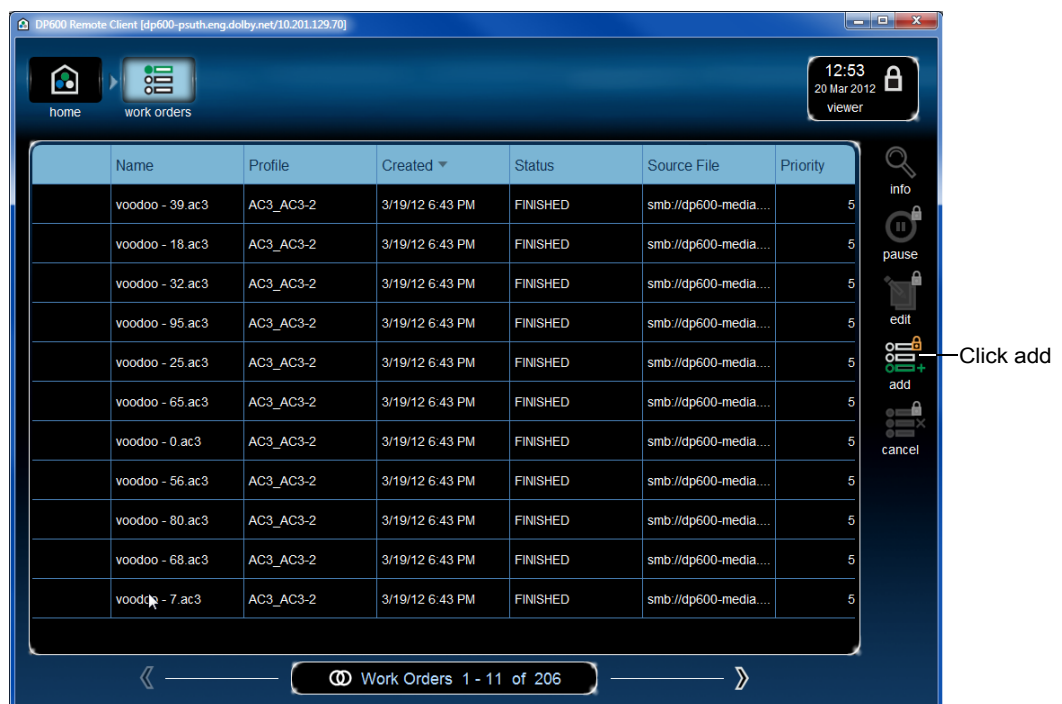 DP600 Remote Client [dp600-psuth.eng.dolby.net/10.201.129.70]
home
work orders
12:53
20 Mar 2012
viewer
Name Profile Created Status Source File Priority
voodoo - 39.ac3 AC3_AC3-2 3/19/12 6:43 PM FINISHED smb://dp600-media.... 5
voodoo - 18.ac3 AC3_AC3-2 3/19/12 6:43 PM FINISHED smb://dp600-media.... 5
voodoo - 32.ac3 AC3_AC3-2 3/19/12 6:43 PM FINISHED smb://dp600-media.... 5
voodoo - 95.ac3 AC3_AC3-2 3/19/12 6:43 PM FINISHED smb://dp600-media.... 5
voodoo - 25.ac3 AC3_AC3-2 3/19/12 6:43 PM FINISHED smb://dp600-media.... 5
voodoo - 65.ac3 AC3_AC3-2 3/19/12 6:43 PM FINISHED smb://dp600-media.... 5
voodoo - 0.ac3 AC3_AC3-2 3/19/12 6:43 PM FINISHED smb://dp600-media.... 5
voodoo - 56.ac3 AC3_AC3-2 3/19/12 6:43 PM FINISHED smb://dp600-media.... 5
voodoo - 80.ac3 AC3_AC3-2 3/19/12 6:43 PM FINISHED smb://dp600-media.... 5
voodoo - 68.ac3 AC3_AC3-2 3/19/12 6:43 PM FINISHED smb://dp600-media.... 5
voodoo - 7.ac3 AC3_AC3-2 3/19/12 6:43 PM FINISHED smb://dp600-media.... 5
info
pause
edit
add
cancel
Click add
Work Orders 1 - 11 of 206